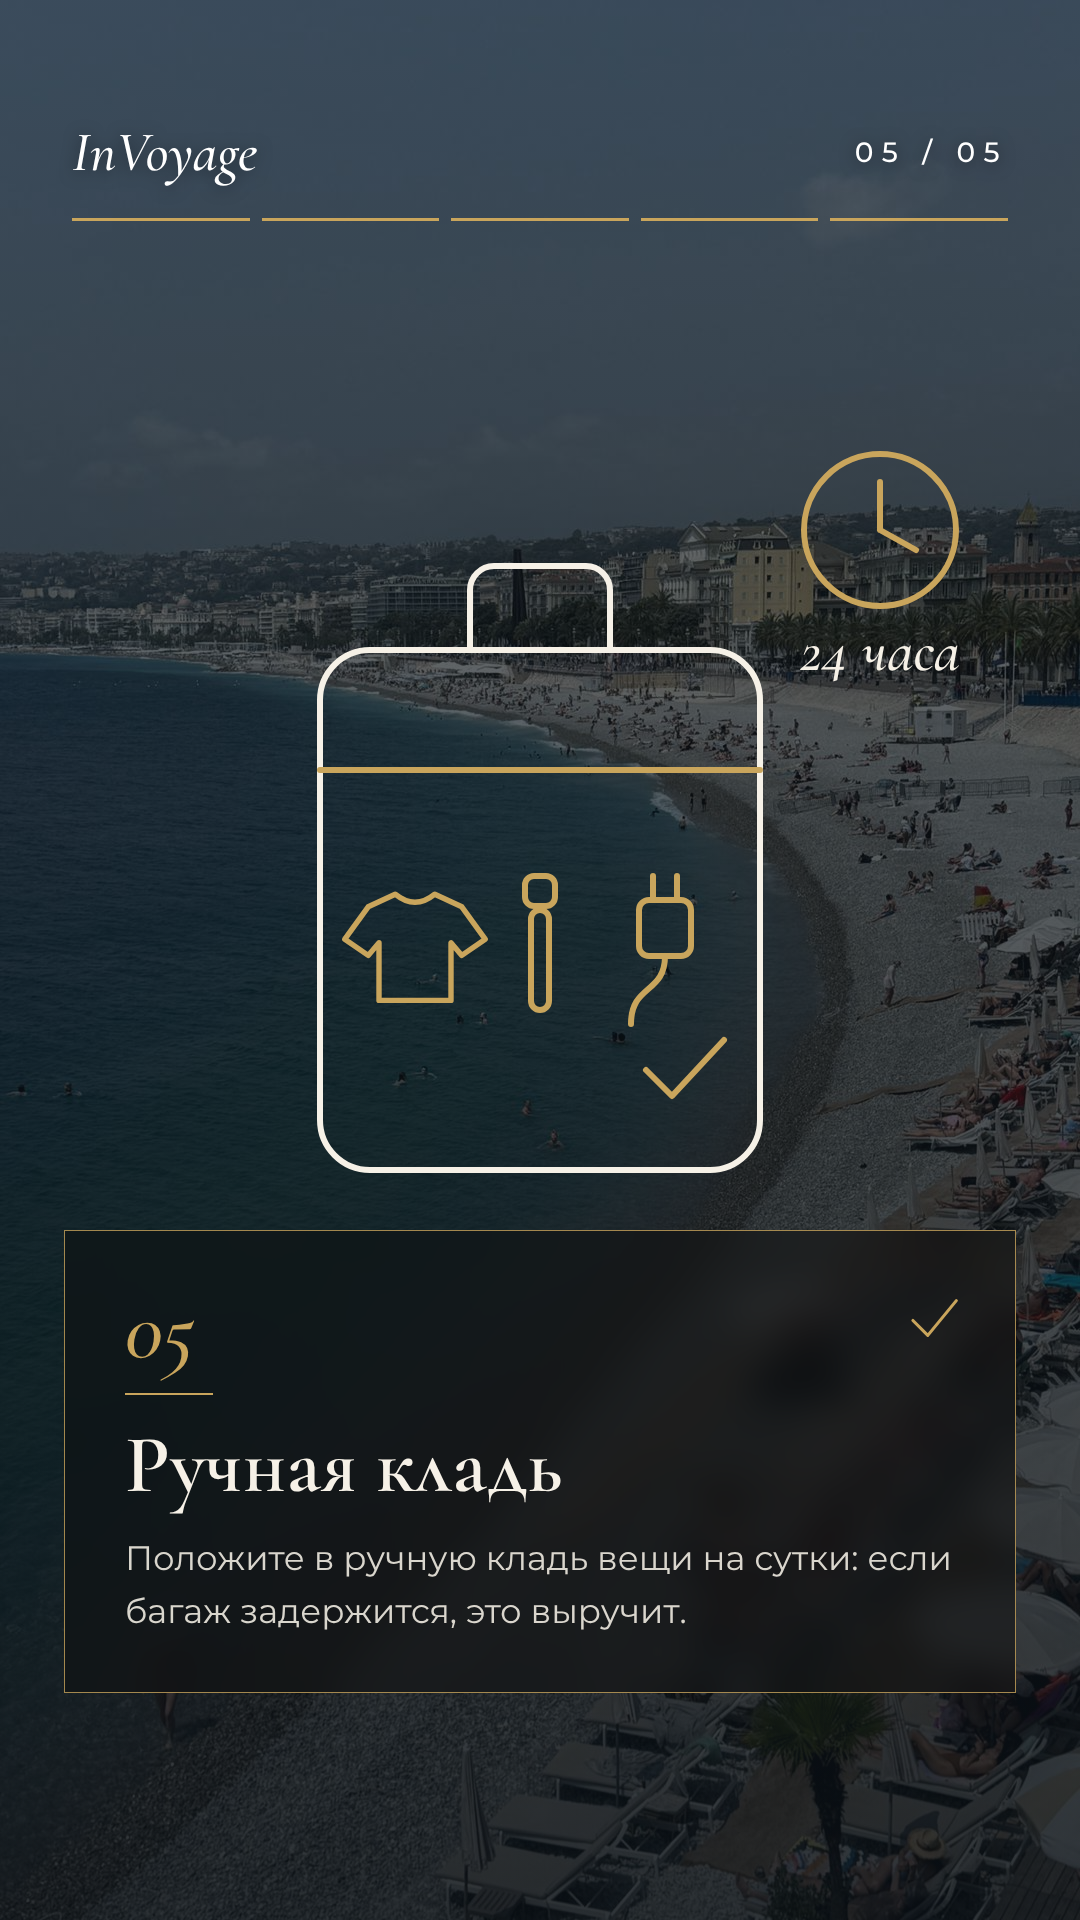 InVoyage
05 / 05
24 часа
05
Ручная кладь
Положите в ручную кладь вещи на сутки: если
багаж задержится, это выручит.